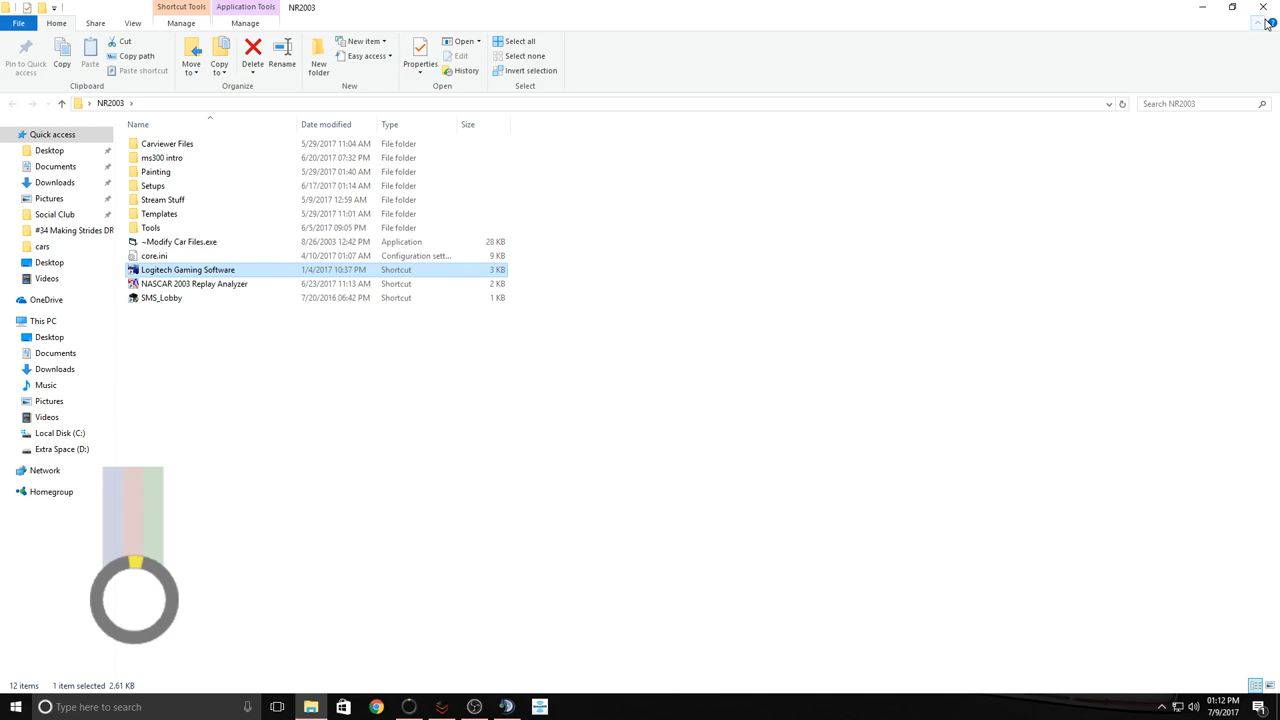 Shortcut Tools Application Tools NR2003
File Home Share View Manage Manage
Pin to Quick access
Copy
Paste
Cut
Copy path
Paste shortcut
Clipboard
Move to
Copy to
Delete
Rename
Organize
New folder
New item
Easy access
New
Properties
Open
Edit
History
Open
Select all
Select none
Invert selection
Select
NR2003
Search NR2003
Name Date modified Type Size
Carviewer Files 5/29/2017 11:04 AM File folder
ms300 intro 6/20/2017 07:32 PM File folder
Painting 5/29/2017 01:40 AM File folder
Setups 6/17/2017 01:14 AM File folder
Stream Stuff 5/9/2017 12:59 AM File folder
Templates 5/29/2017 11:01 AM File folder
Tools 6/5/2017 09:05 PM File folder
~Modify Car Files.exe 8/26/2003 12:42 PM Application 28 KB
core.ini 4/10/2017 01:07 AM Configuration sett... 9 KB
Logitech Gaming Software 1/4/2017 10:37 PM Shortcut 3 KB
NASCAR 2003 Replay Analyzer 6/23/2017 11:13 AM Shortcut 2 KB
SMS_Lobby 7/20/2016 06:42 PM Shortcut 1 KB
Quick access
Desktop
Documents
Downloads
Pictures
Social Club
#34 Making Strides DR
cars
Desktop
Videos
OneDrive
This PC
Desktop
Documents
Downloads
Music
Pictures
Videos
Local Disk (C:)
Extra Space (D:)
Network
Homegroup
12 items 1 item selected 2.61 KB
Type here to search
01:12 PM
7/9/2017
1